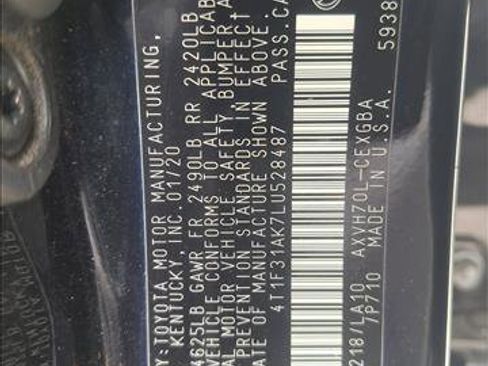 Y: TOYOTA MOTOR MANUFACTURING,
KENTUCKY, INC. 01/20
4625LB GAWR FR 2490LB RR 2420LB
VEHICLE CONFORMS TO ALL APPLICAB
AL MOTOR VEHICLE SAFETY, BUMPER, A
PREVENTION STANDARDS IN EFFECT
ATE OF MANUFACTURE SHOWN ABOVE.
4T1F31AK7LU528487 PASS.CA
218/LA10 AXVH70L-CEXGBA
7P710 MADE IN U.S.A. 5938